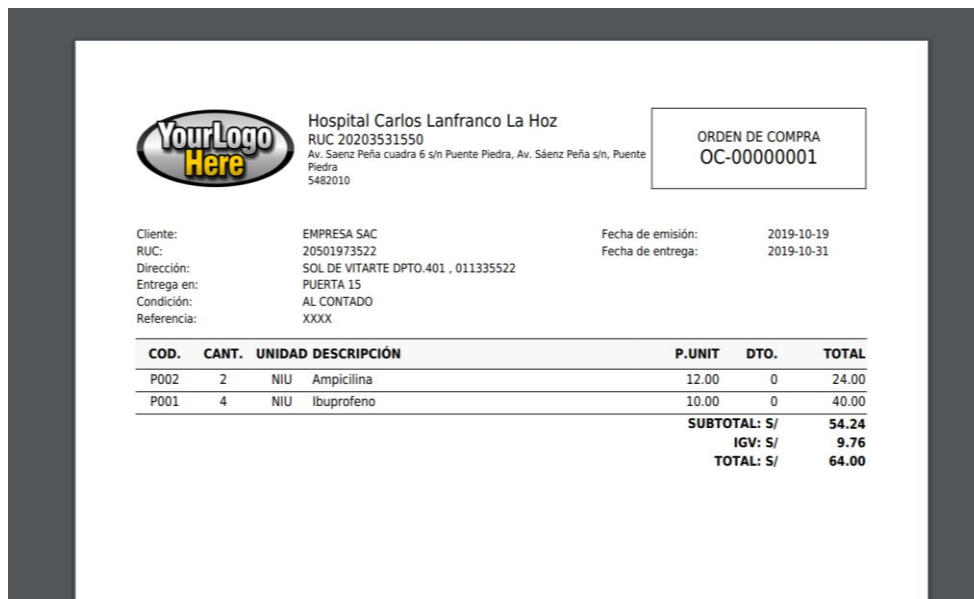 YourLogo
Here
Hospital Carlos Lanfranco La Hoz
RUC 20203531550
Av. Saenz Peña cuadra 6 s/n Puente Piedra, Av. Sáenz Peña s/n, Puente
Piedra
5482010
ORDEN DE COMPRA
OC-00000001
Cliente: EMPRESA SAC Fecha de emisión: 2019-10-19
RUC: 20501973522 Fecha de entrega: 2019-10-31
Dirección: SOL DE VITARTE DPTO.401 , 011335522
Entrega en: PUERTA 15
Condición: AL CONTADO
Referencia: XXXX
COD. CANT. UNIDAD DESCRIPCIÓN P.UNIT DTO. TOTAL
P002 2 NIU Ampicilina 12.00 0 24.00
P001 4 NIU Ibuprofeno 10.00 0 40.00
SUBTOTAL: S/ 54.24
IGV: S/ 9.76
TOTAL: S/ 64.00